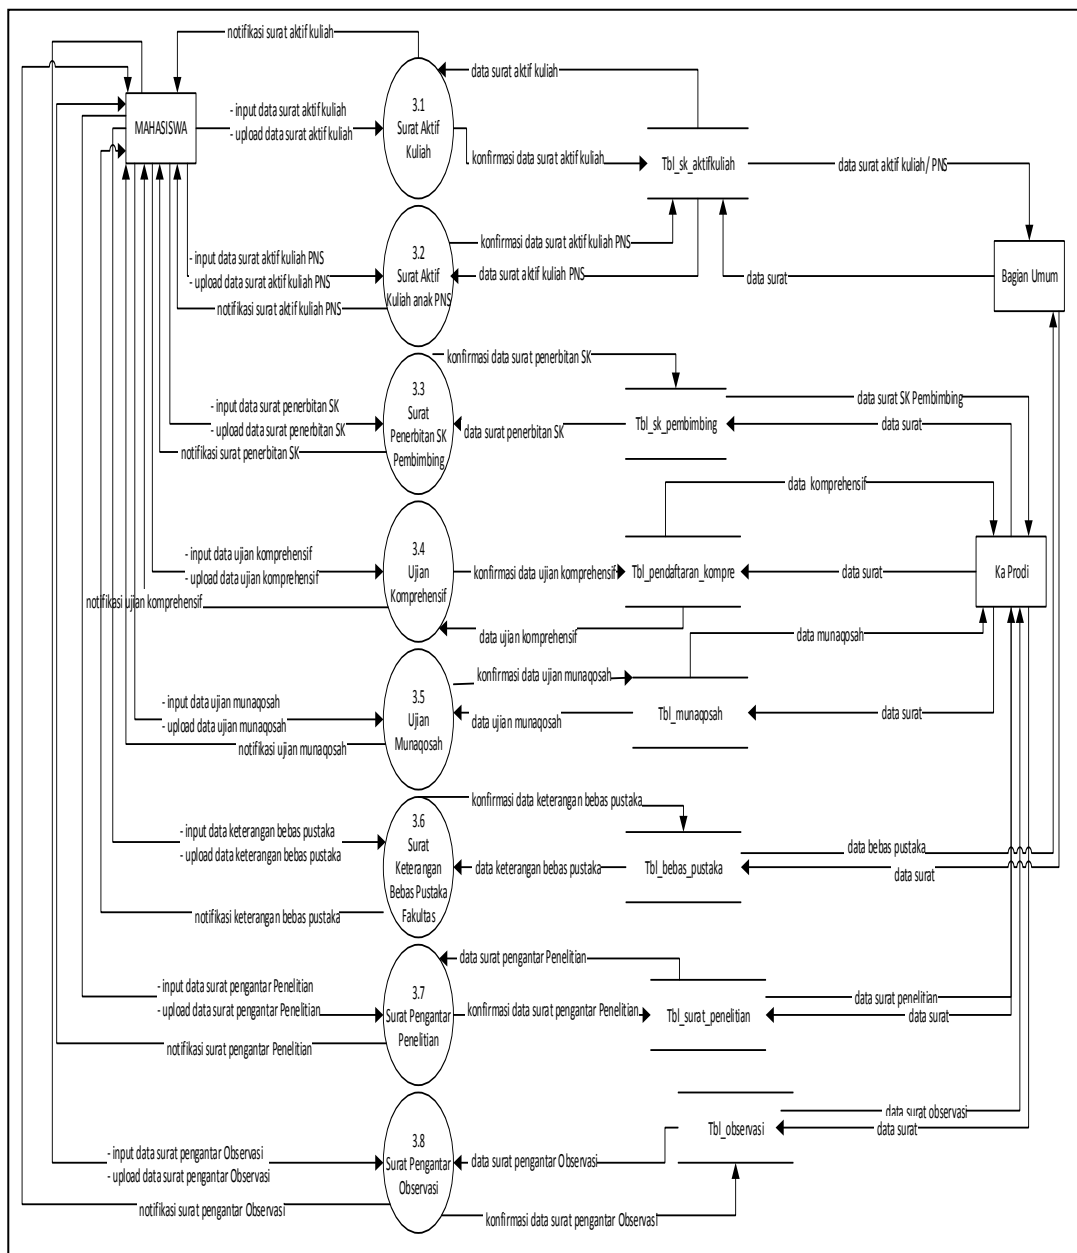 notifikasi surat aktif kuliah
data surat aktif kuliah
MAHASISWA
- input data surat aktif kuliah
- upload data surat aktif kuliah
3.1
Surat Aktif
Kuliah
konfirmasi data surat aktif kuliah
Tbl_sk_aktifkuliah
data surat aktif kuliah/ PNS
3.2
Surat Aktif
Kuliah anak PNS
konfirmasi data surat aktif kuliah PNS
- input data surat aktif kuliah PNS
- upload data surat aktif kuliah PNS
data surat aktif kuliah PNS
data surat
Bagian Umum
notifikasi surat aktif kuliah PNS
konfirmasi data surat penerbitan SK
3.3
Surat
Penerbitan SK
Pembimbing
- input data surat penerbitan SK
- upload data surat penerbitan SK
data surat penerbitan SK
Tbl_sk_pembimbing
data surat SK Pembimbing
data surat
notifikasi surat penerbitan SK
data komprehensif
3.4
Ujian
Komprehensif
- input data ujian komprehensif
- upload data ujian komprehensif
konfirmasi data ujian komprehensif
Tbl_pendaftaran_kompre
data surat
Ka Prodi
notifikasi ujian komprehensif
data ujian komprehensif
data munaqosah
konfirmasi data ujian munaqosah
3.5
Ujian
Munaqosah
- input data ujian munaqosah
- upload data ujian munaqosah
data ujian munaqosah
Tbl_munaqosah
data surat
notifikasi ujian munaqosah
konfirmasi data keterangan bebas pustaka
3.6
Surat
Keterangan
Bebas Pustaka
Fakultas
- input data keterangan bebas pustaka
- upload data keterangan bebas pustaka
data keterangan bebas pustaka
Tbl_bebas_pustaka
data bebas pustaka
data surat
notifikasi keterangan bebas pustaka
data surat pengantar Penelitian
3.7
Surat Pengantar
Penelitian
- input data surat pengantar Penelitian
- upload data surat pengantar Penelitian
konfirmasi data surat pengantar Penelitian
Tbl_surat_penelitian
data surat penelitian
data surat
notifikasi surat pengantar Penelitian
3.8
Surat Pengantar
Observasi
- input data surat pengantar Observasi
- upload data surat pengantar Observasi
data surat pengantar Observasi
Tbl_observasi
data surat observasi
data surat
notifikasi surat pengantar Observasi
konfirmasi data surat pengantar Observasi